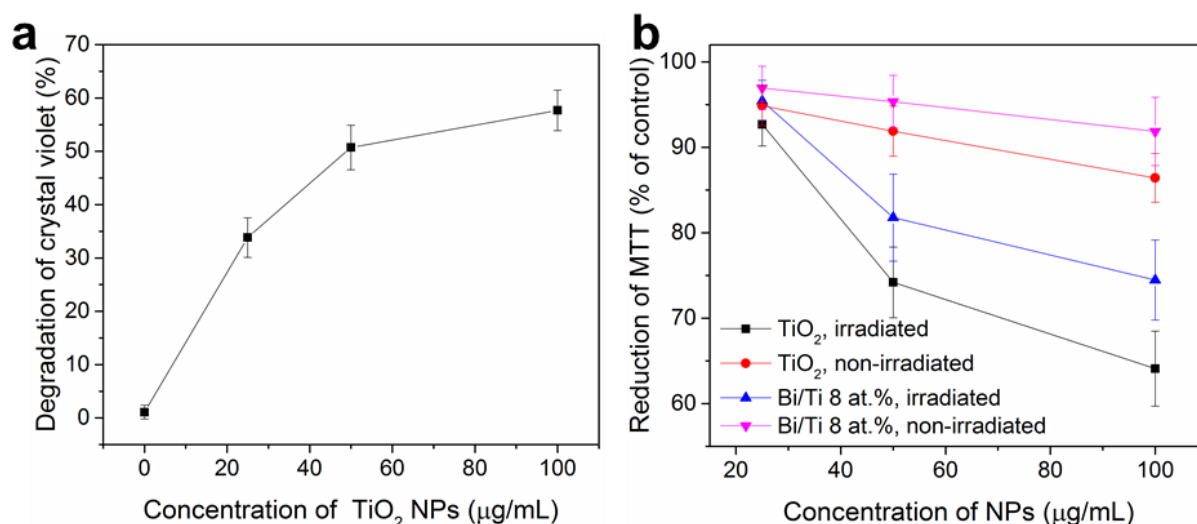 a
Degradation of crystal violet (%)
70
60
50
40
30
20
10
0
0 20 40 60 80 100
Concentration of TiO₂ NPs (μg/mL)
b
Reduction of MTT (% of control)
100
90
80
70
60
TiO₂, irradiated
TiO₂, non-irradiated
Bi/Ti 8 at.%, irradiated
Bi/Ti 8 at.%, non-irradiated
20 40 60 80 100
Concentration of NPs (μg/mL)